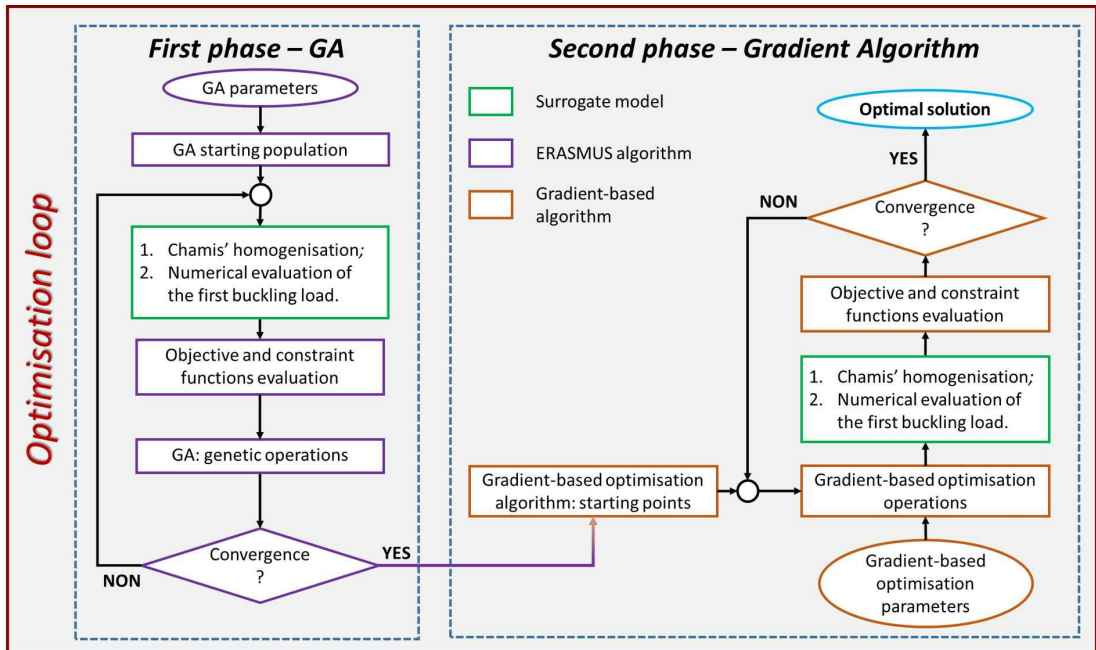 Optimisation loop
First phase – GA
GA parameters
GA starting population
1. Chamis' homogenisation;
2. Numerical evaluation of
the first buckling load.
Objective and constraint
functions evaluation
GA: genetic operations
Convergence
?
NON
YES
Second phase – Gradient Algorithm
Surrogate model
ERASMUS algorithm
Gradient-based
algorithm
Optimal solution
YES
NON
Convergence
?
Objective and constraint
functions evaluation
1. Chamis' homogenisation;
2. Numerical evaluation of
the first buckling load.
Gradient-based optimisation
algorithm: starting points
Gradient-based optimisation
operations
Gradient-based
optimisation
parameters